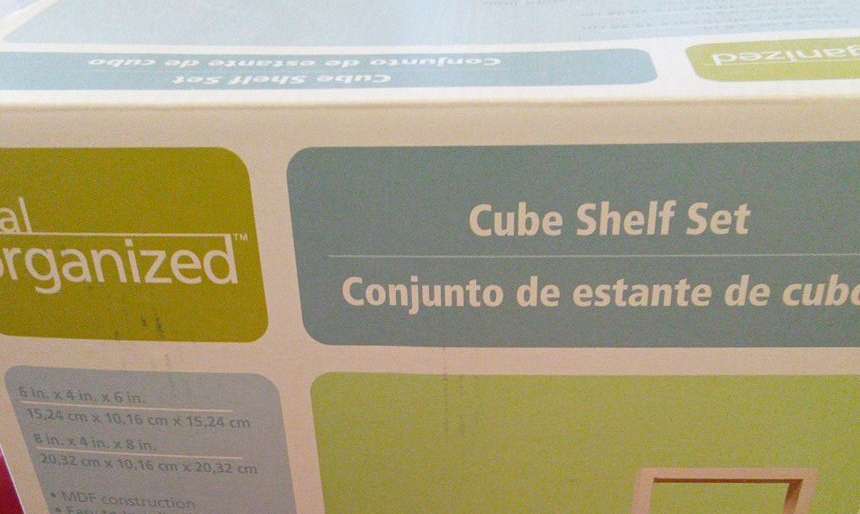 Conjunto de estante de cubo
Cube Shelf Set
al
organized™
Cube Shelf Set
Conjunto de estante de cubo
6 in. x 4 in. x 6 in.
15,24 cm x 10,16 cm x 15,24 cm
8 in. x 4 in. x 8 in.
20,32 cm x 10,16 cm x 20,32 cm
• MDF construction